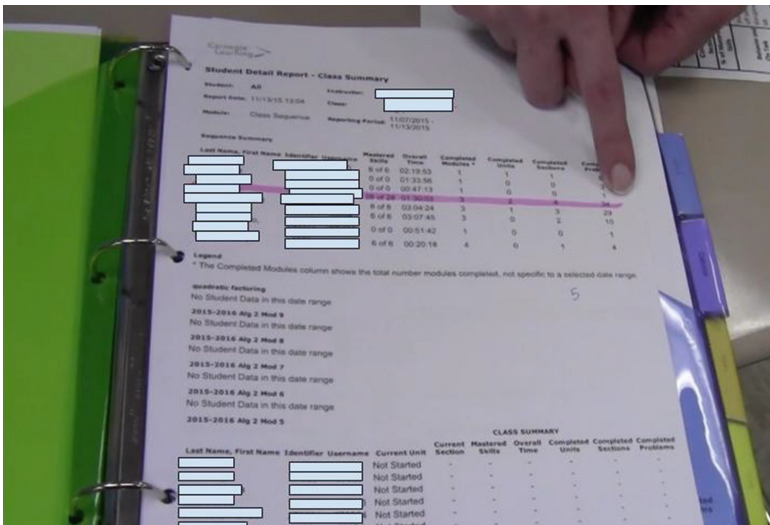 Carnegie
Learning
Student Detail Report - Class Summary
Student: All Instructor:
Report Date: 11/13/15 13:04 Class:
Module: Class Sequence Reporting Period: 11/07/2015 -
11/13/2015
Sequence Summary
Last Name, First Name Identifier Username Mastered Skills Overall Time Completed Modules * Completed Units Completed Sections
6 of 6 02:19:53 1 1 1
0 of 0 01:33:56 1 0 0
0 of 0 00:47:13 1 0 0 1
3 2 4 34
8 of 8 03:04:24 3 1 3 29
6 of 6 03:07:45 3 0 2 10
0 of 0 00:51:42 1 0 0 1
6 of 6 00:20:18 4 0 1 4
Legend
* The Completed Modules column shows the total number modules completed, not specific to a selected date range.
5
quadratic factoring
No Student Data in this date range
2015-2016 Alg 2 Mod 9
No Student Data in this date range
2015-2016 Alg 2 Mod 8
No Student Data in this date range
2015-2016 Alg 2 Mod 7
No Student Data in this date range
2015-2016 Alg 2 Mod 6
No Student Data in this date range
2015-2016 Alg 2 Mod 5
CLASS SUMMARY
Last Name, First Name Identifier Username Current Unit Current Section Mastered Skills Overall Time Completed Units Completed Sections Completed Problems
Not Started - - - - - -
Not Started - - - - - -
Not Started - - - - - -
Not Started - - - - - -
Not Started - - - - - -